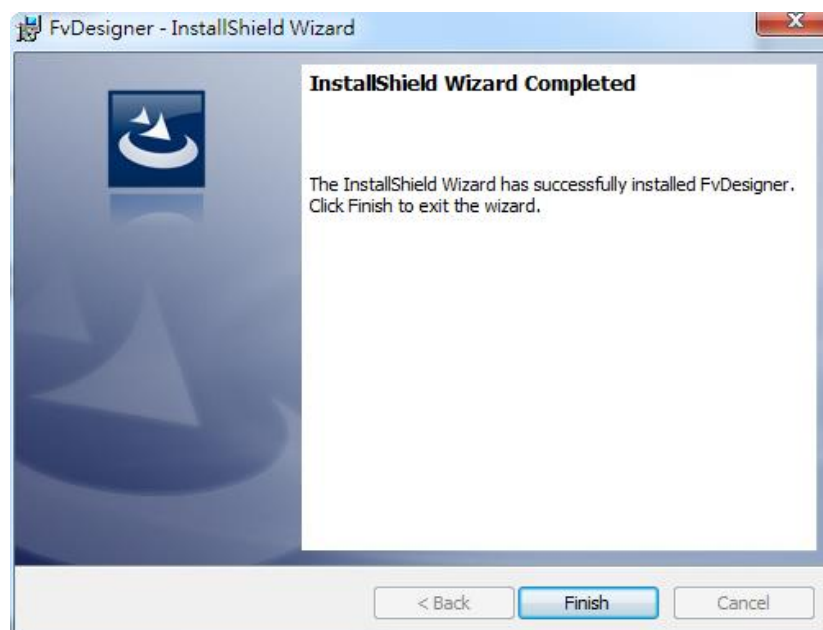 FvDesigner - InstallShield Wizard
X
InstallShield Wizard Completed
The InstallShield Wizard has successfully installed FvDesigner.
Click Finish to exit the wizard.
< Back
Finish
Cancel